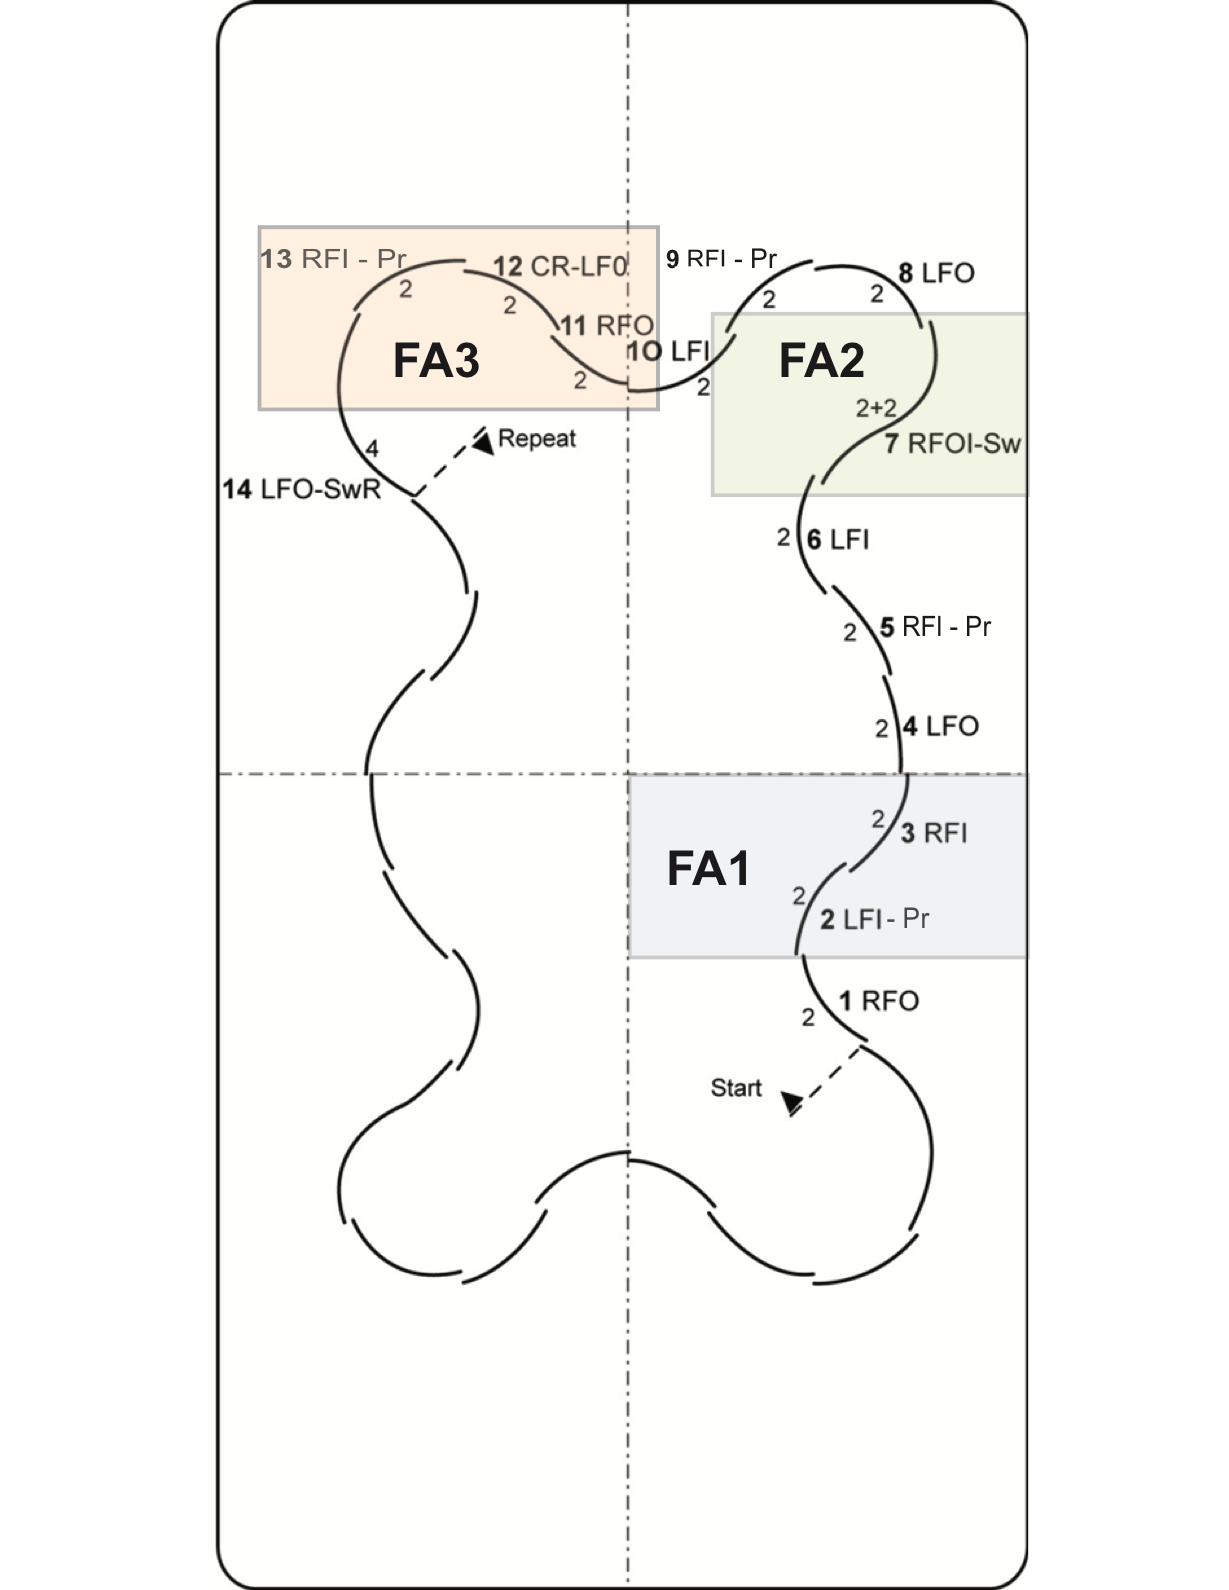 13 RFI - Pr
12 CR-LF0
9 RFI - Pr
8 LFO
2
2
2
2
11 RFO
10 LFI
FA3
FA2
2
2
2+2
4
Repeat
7 RFOI-Sw
14 LFO-SwR
2
6 LFI
2
5 RFI - Pr
2
4 LFO
2
3 RFI
FA1
2
2 LFI - Pr
1 RFO
2
Start